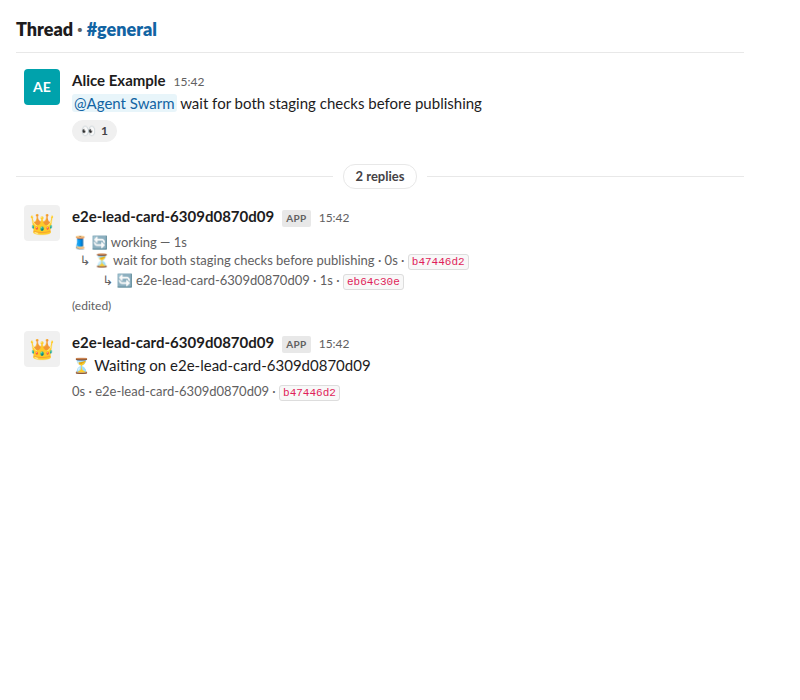 Thread • #general
AE
Alice Example 15:42
@Agent Swarm wait for both staging checks before publishing
👀 1
2 replies
e2e-lead-card-6309d0870d09 APP 15:42
🧵 🔄 working — 1s
↳ ⏳ wait for both staging checks before publishing · 0s · b47446d2
↳ 🔄 e2e-lead-card-6309d0870d09 · 1s · eb64c30e
(edited)
e2e-lead-card-6309d0870d09 APP 15:42
⏳ Waiting on e2e-lead-card-6309d0870d09
0s · e2e-lead-card-6309d0870d09 · b47446d2